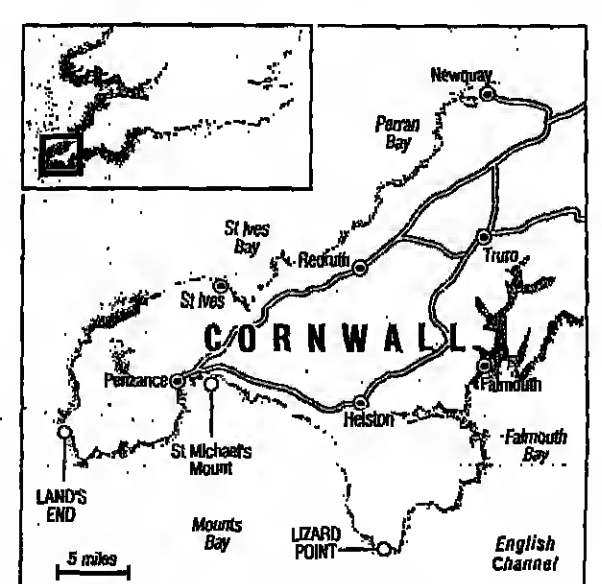 Newquay
Perran
Bay
St Ives
Bay
Redruth
Truro
St Ives
CORNWALL
Penzance
Falmouth
Helston
St Michael's
Mount
Falmouth
Bay
LAND'S
END
Mounts
Bay
LIZARD
POINT
English
Channel
5 miles